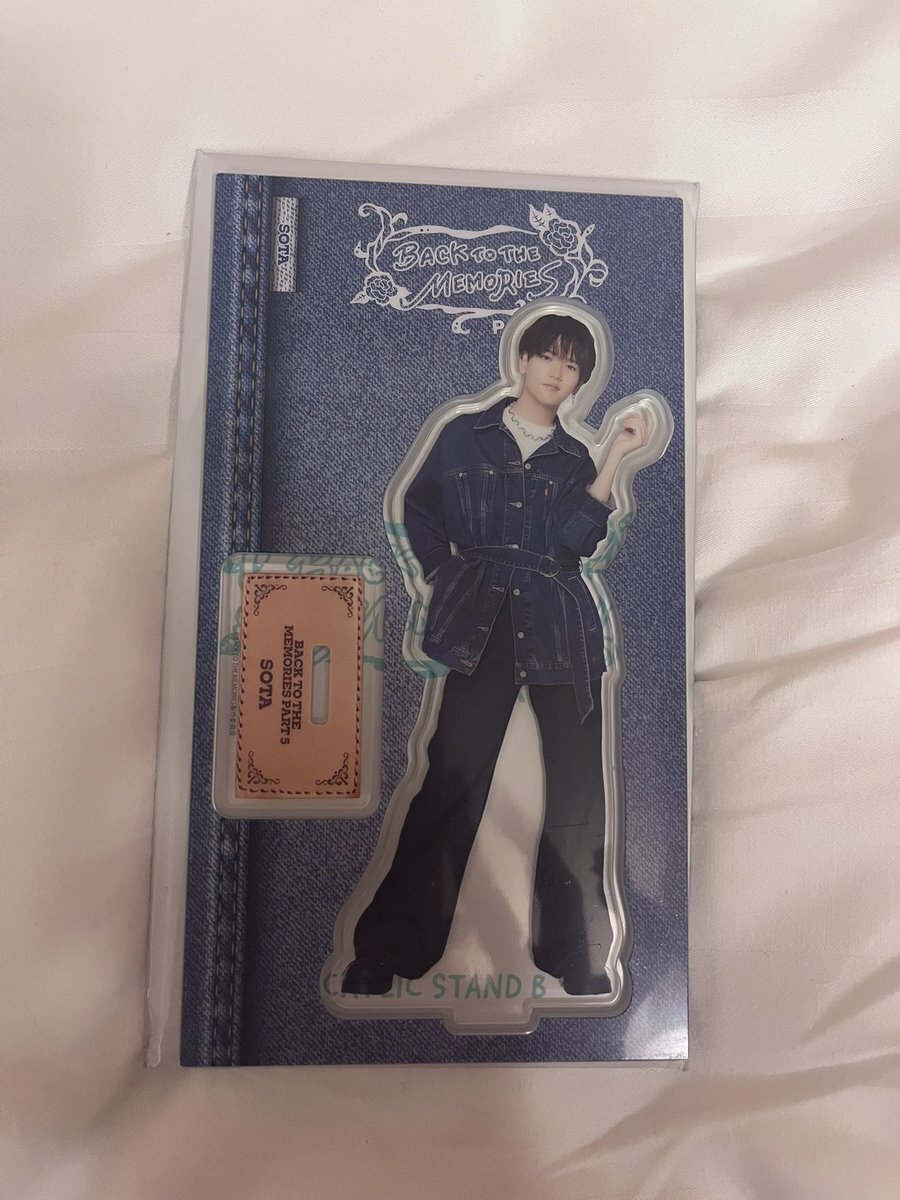 SOTA
BACK TO THE
MEMORIES
BACK TO THE
MEMORIES PART 5
SOTA
STAND B